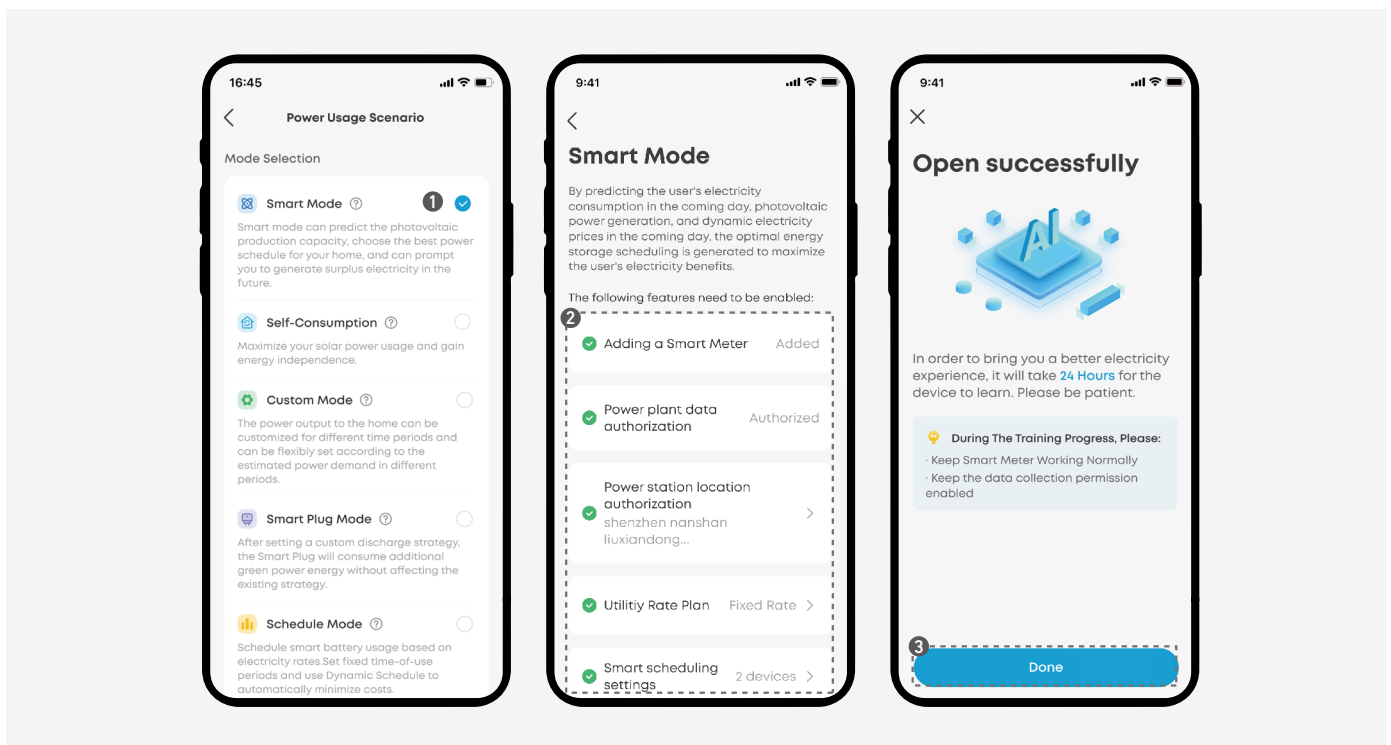 16:45
Power Usage Scenario
Mode Selection
Smart Mode ?
1
Smart mode can predict the photovoltaic
production capacity, choose the best power
schedule for your home, and can prompt
you to generate surplus electricity in the
future.
Self-Consumption ?
Maximize your solar power usage and gain
energy independence.
Custom Mode ?
The power output to the home can be
customized for different time periods and
can be flexibly set according to the
estimated power demand in different
periods.
Smart Plug Mode ?
After setting a custom discharge strategy,
the Smart Plug will consume additional
green power energy without affecting the
existing strategy.
Schedule Mode ?
Schedule smart battery usage based on
electricity rates.Set fixed time-of-use
periods and use Dynamic Schedule to
automatically minimize costs.
9:41
Smart Mode
By predicting the user's electricity
consumption in the coming day, photovoltaic
power generation, and dynamic electricity
prices in the coming day, the optimal energy
storage scheduling is generated to maximize
the user's electricity benefits.
The following features need to be enabled:
2
Adding a Smart Meter Added
Power plant data
authorization
Authorized
Power station location
authorization
shenzhen nanshan
liuxiandong...
Utilitiy Rate Plan Fixed Rate
Smart scheduling
settings
2 devices
9:41
Open successfully
AI
In order to bring you a better electricity
experience, it will take 24 Hours for the
device to learn. Please be patient.
During The Training Progress, Please:
· Keep Smart Meter Working Normally
· Keep the data collection permission
enabled
3
Done